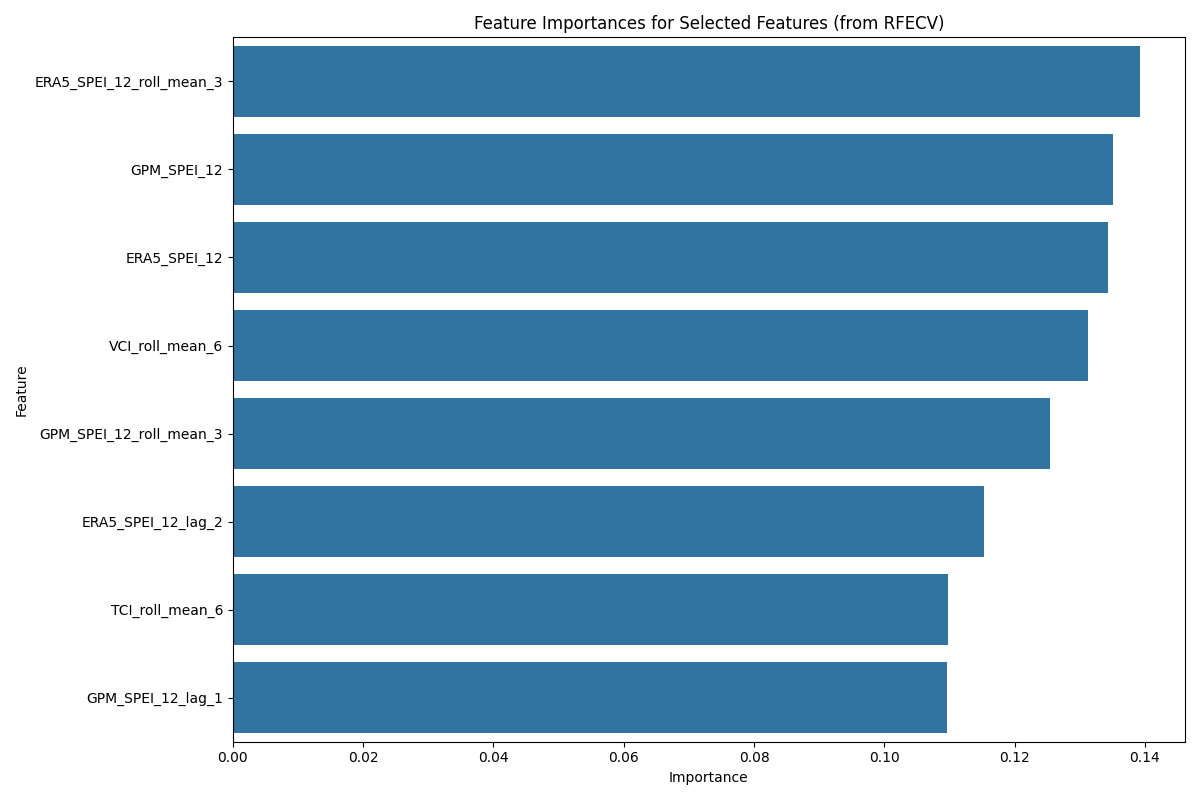 Feature Importances for Selected Features (from RFECV)
ERA5_SPEI_12_roll_mean_3
GPM_SPEI_12
ERA5_SPEI_12
VCI_roll_mean_6
GPM_SPEI_12_roll_mean_3
ERA5_SPEI_12_lag_2
TCI_roll_mean_6
GPM_SPEI_12_lag_1
Feature
0.00 0.02 0.04 0.06 0.08 0.10 0.12 0.14
Importance